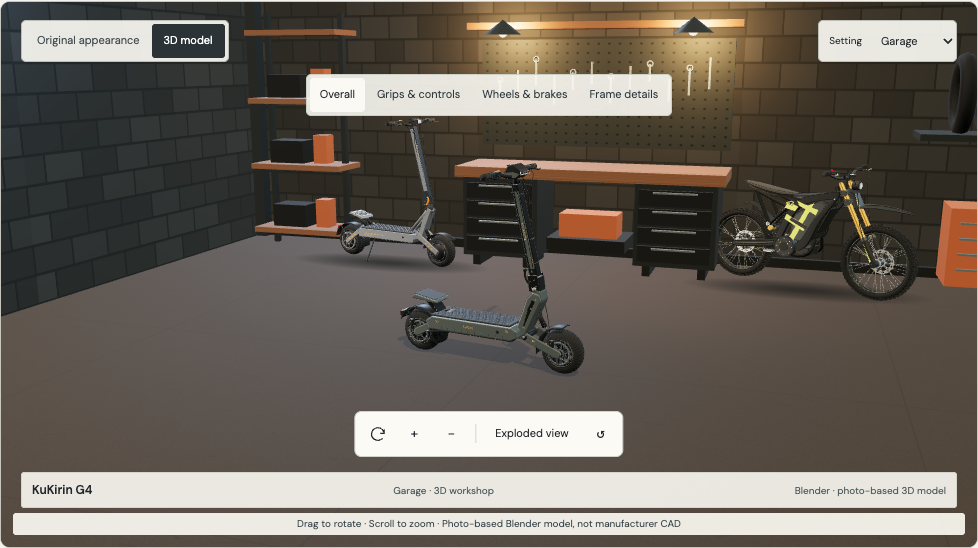 Original appearance
3D model
Setting
Garage
Overall
Grips & controls
Wheels & brakes
Frame details
+
−
Exploded view
KuKirin G4
Garage · 3D workshop
Blender · photo-based 3D model
Drag to rotate · Scroll to zoom · Photo-based Blender model, not manufacturer CAD